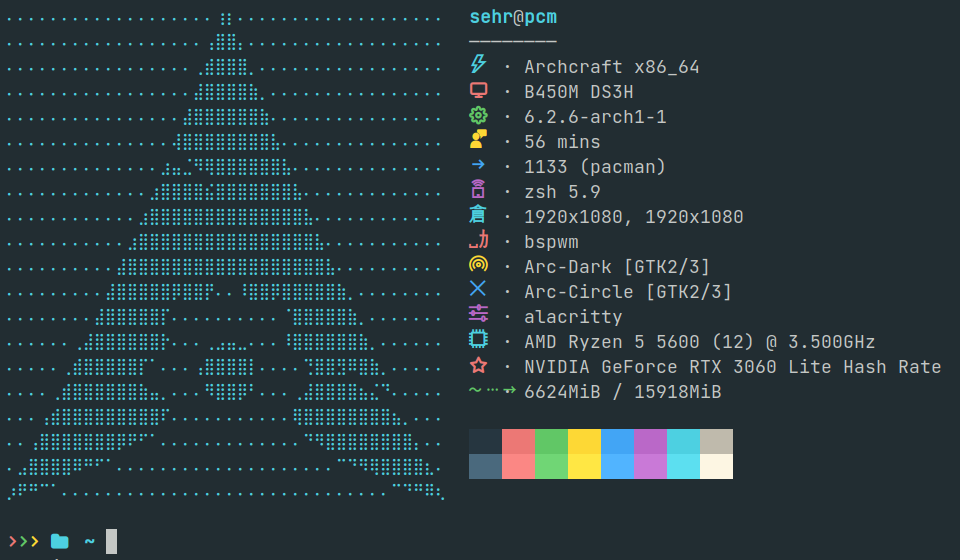 sehr@pcm
────────
· Archcraft x86_64
· B450M DS3H
· 6.2.6-arch1-1
· 56 mins
· 1133 (pacman)
· zsh 5.9
倉 · 1920x1080, 1920x1080
· bspwm
· Arc-Dark [GTK2/3]
· Arc-Circle [GTK2/3]
· alacritty
· AMD Ryzen 5 5600 (12) @ 3.500GHz
· NVIDIA GeForce RTX 3060 Lite Hash Rate
· 6624MiB / 15918MiB
~